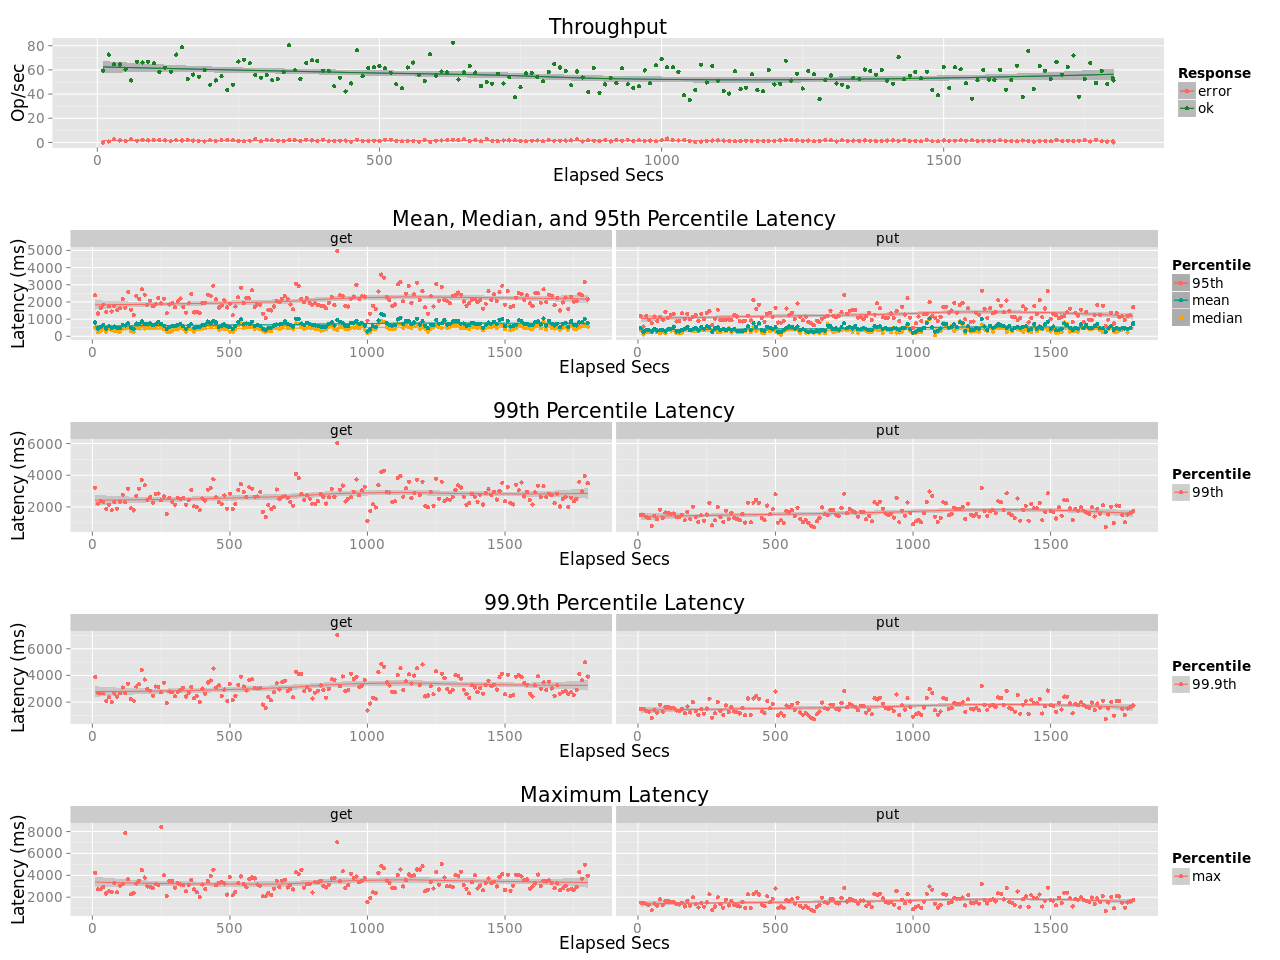 Throughput
Op/sec
80
60
40
20
0
0 500 1000 1500
Elapsed Secs
Response
error
ok
Mean, Median, and 95th Percentile Latency
get put
Latency (ms)
5000
4000
3000
2000
1000
0
0 500 1000 1500 0 500 1000 1500
Elapsed Secs
Percentile
95th
mean
median
99th Percentile Latency
get put
Latency (ms)
6000
4000
2000
0 500 1000 1500 0 500 1000 1500
Elapsed Secs
Percentile
99th
99.9th Percentile Latency
get put
Latency (ms)
6000
4000
2000
0 500 1000 1500 0 500 1000 1500
Elapsed Secs
Percentile
99.9th
Maximum Latency
get put
Latency (ms)
8000
6000
4000
2000
0 500 1000 1500 0 500 1000 1500
Elapsed Secs
Percentile
max